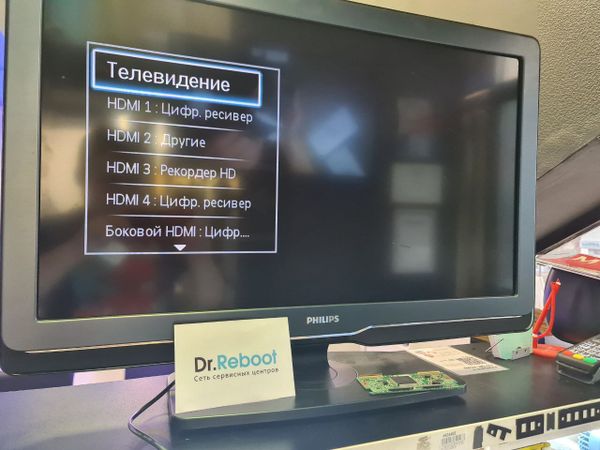 Телевидение
HDMI 1 : Цифр. ресивер
HDMI 2 : Другие
HDMI 3 : Рекордер HD
HDMI 4 : Цифр. ресивер
Боковой HDMI : Цифр....
PHILIPS
Dr.Reboot
Сеть сервисных центров